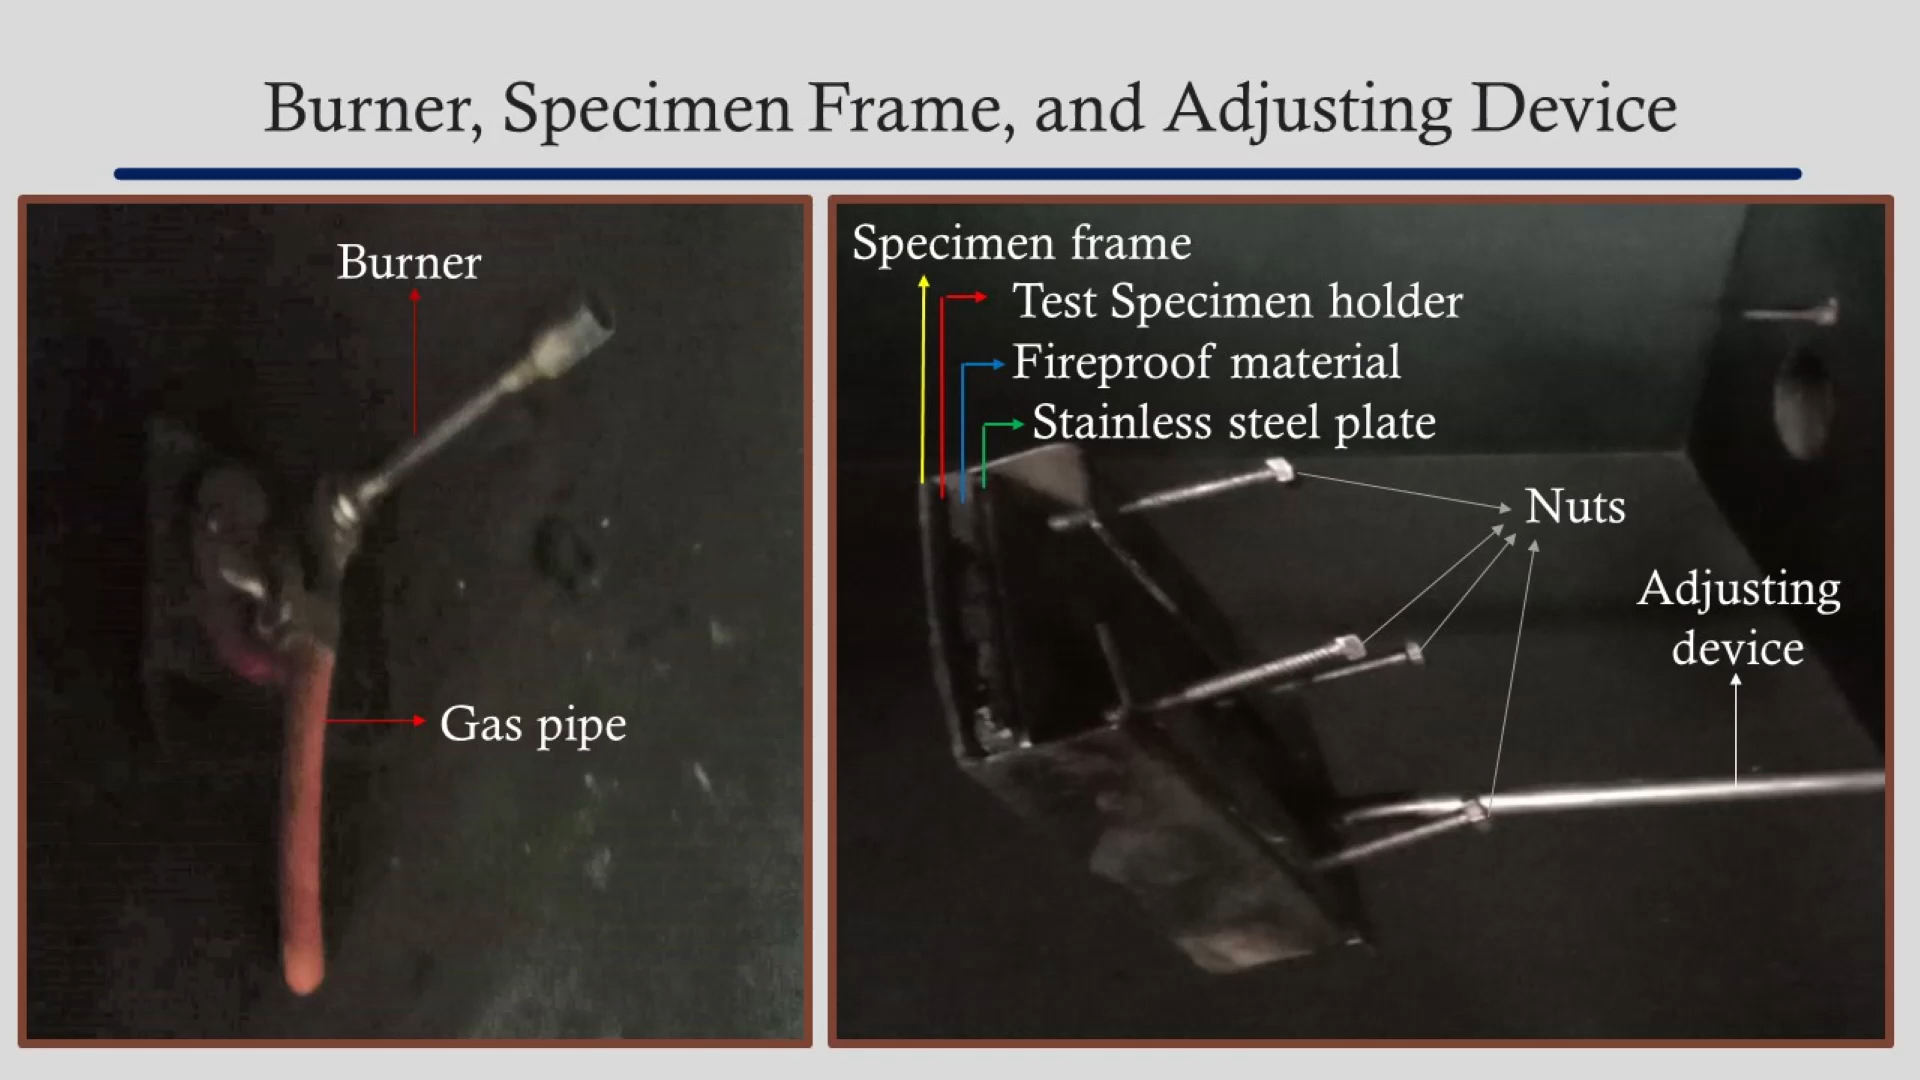 Burner, Specimen Frame, and Adjusting Device
Burner
Gas pipe
Specimen frame
Test Specimen holder
Fireproof material
Stainless steel plate
Nuts
Adjusting
device